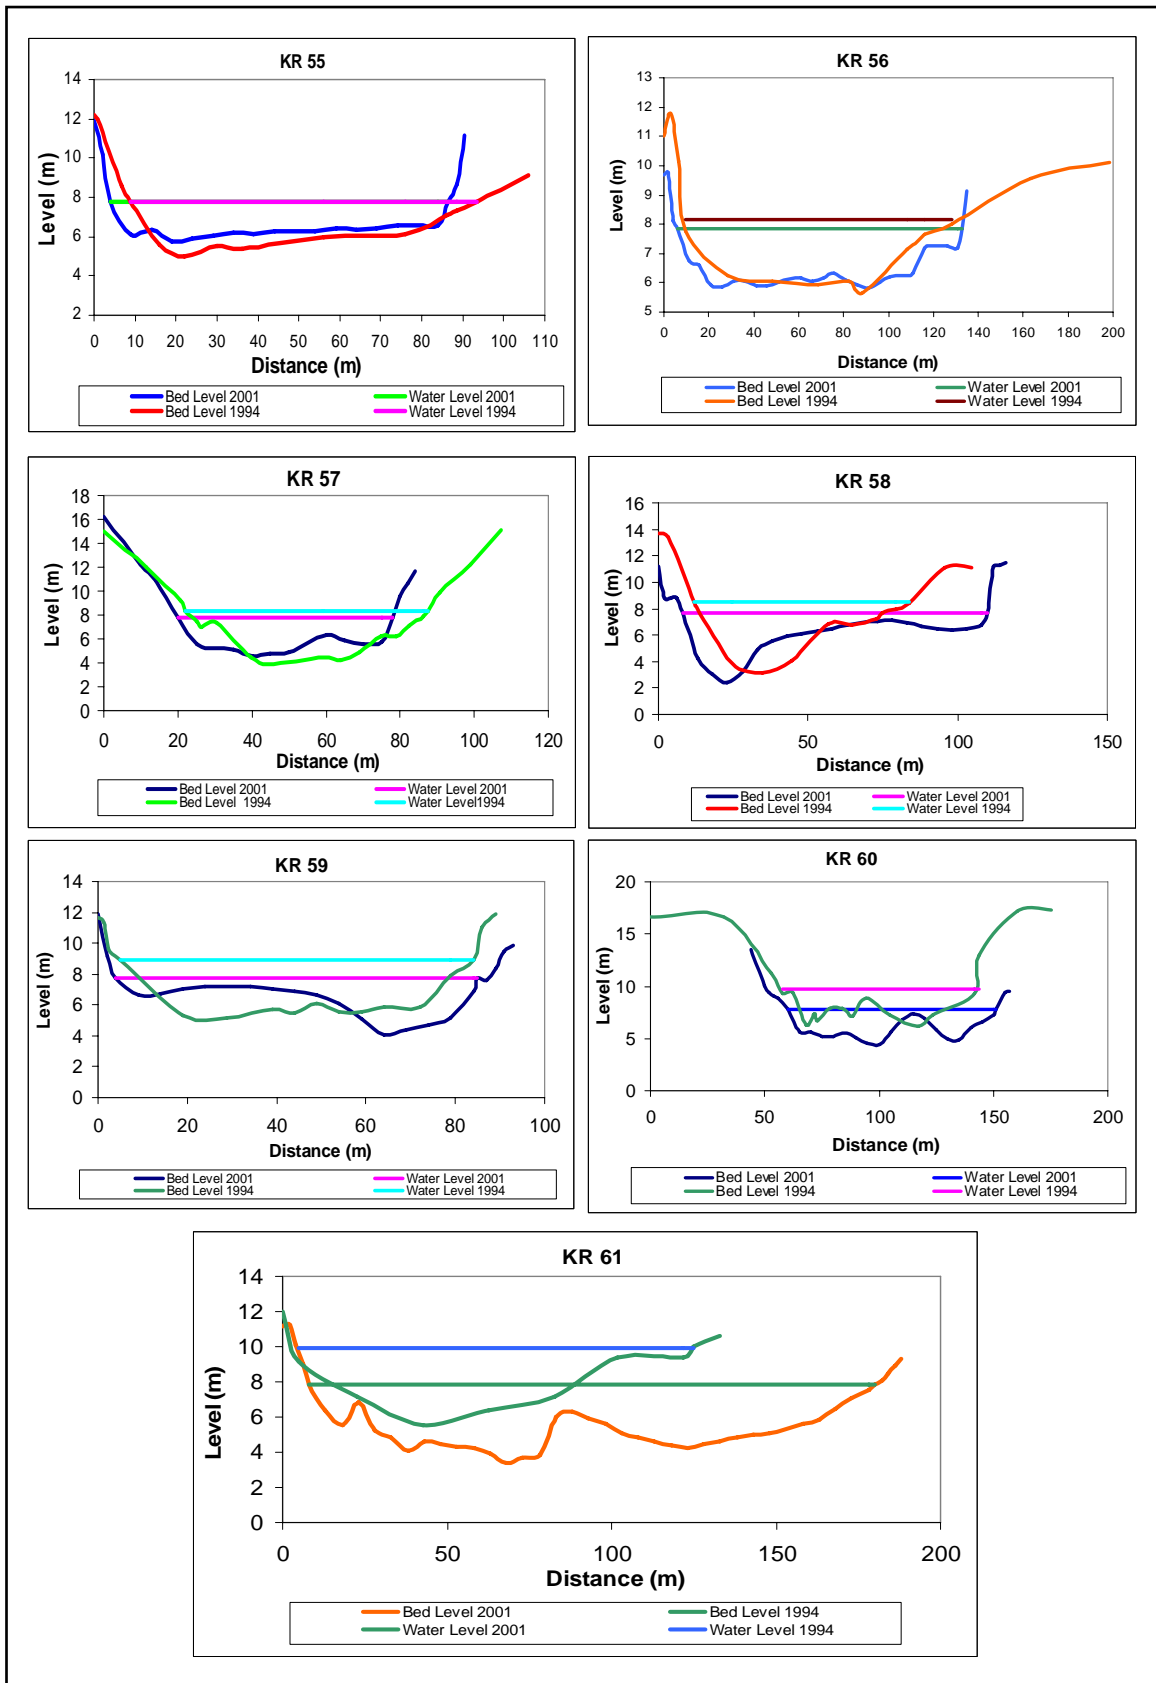 KR 55
14
12
10
8
6
4
2
Level (m)
0 10 20 30 40 50 60 70 80 90 100 110
Distance (m)
Bed Level 2001 Water Level 2001
Bed Level 1994 Water Level 1994
KR 56
13
12
11
10
9
8
7
6
5
Level (m)
0 20 40 60 80 100 120 140 160 180 200
Distance (m)
Bed Level 2001 Water Level 2001
Bed Level 1994 Water Level 1994
KR 57
18
16
14
12
10
8
6
4
2
0
Level (m)
0 20 40 60 80 100 120
Distance (m)
Bed Level 2001 Water Level 2001
Bed Level 1994 Water Level1994
KR 58
16
14
12
10
8
6
4
2
0
Level (m)
0 50 100 150
Distance (m)
Bed Level 2001 Water Level 2001
Bed Level 1994 Water Level 1994
KR 59
14
12
10
8
6
4
2
0
Level (m)
0 20 40 60 80 100
Distance (m)
Bed Level 2001 Water Level 2001
Bed Level 1994 Water Level 1994
KR 60
20
15
10
5
0
Level (m)
0 50 100 150 200
Distance (m)
Bed Level 2001 Water Level 2001
Bed Level 1994 Water Level 1994
KR 61
14
12
10
8
6
4
2
0
Level (m)
0 50 100 150 200
Distance (m)
Bed Level 2001 Bed Level 1994
Water Level 2001 Water Level 1994